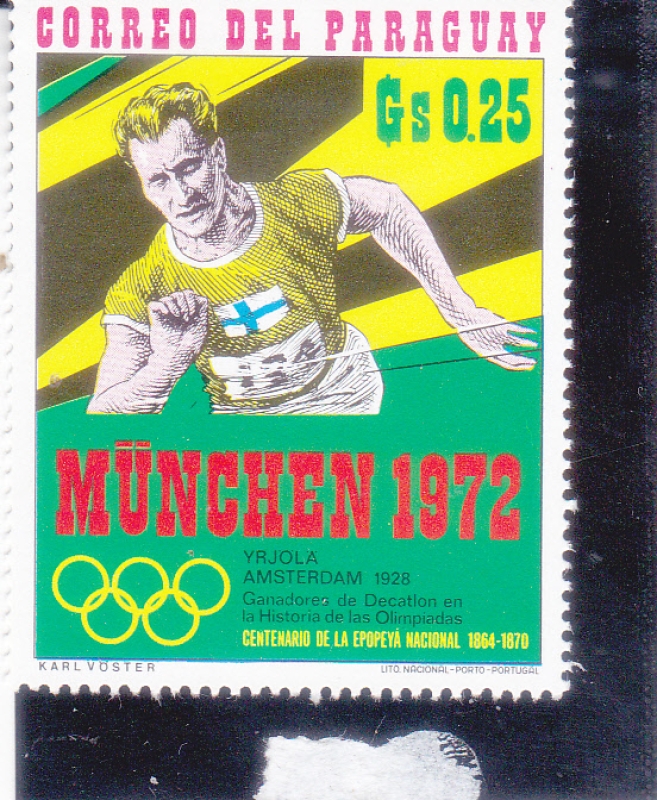 CORREO DEL PARAGUAY
Gs 0.25
MÜNCHEN 1972
YRJOLA
AMSTERDAM 1928
Ganadores de Decatlon en
la Historia de las Olimpiadas
CENTENARIO DE LA EPOPEYÁ NACIONAL 1864-1870
KARL VÖSTER
LITO. NACIONAL-PORTO-PORTUGAL